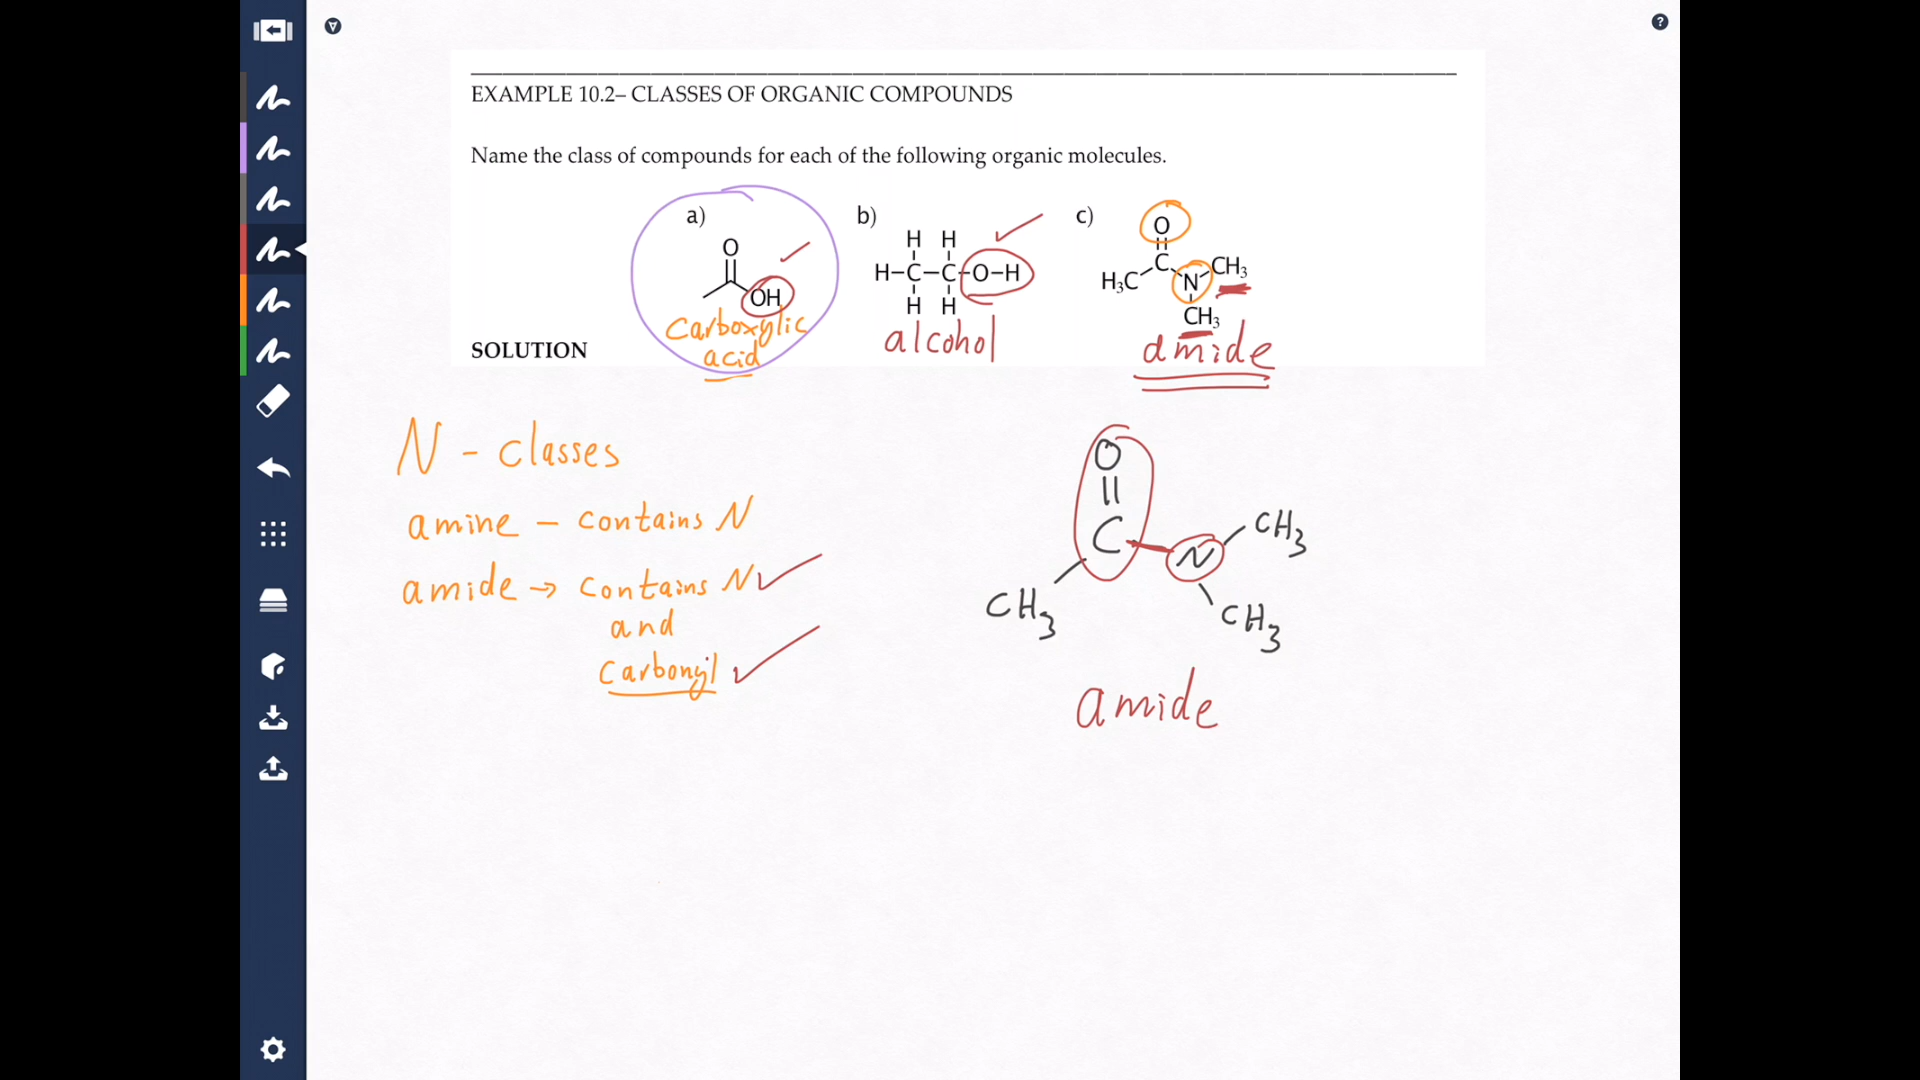 EXAMPLE 10.2– CLASSES OF ORGANIC COMPOUNDS
Name the class of compounds for each of the following organic molecules.
a)
O
OH
Carboxylic
acid
b)
H H
H–C–C–O–H
H H
alcohol
c)
O
C
H₃C N CH₃
CH₃
amide
SOLUTION
N - classes
amine – contains N
amide → contains N
and
Carbonyl
O
C
N CH3
CH3
CH3
amide